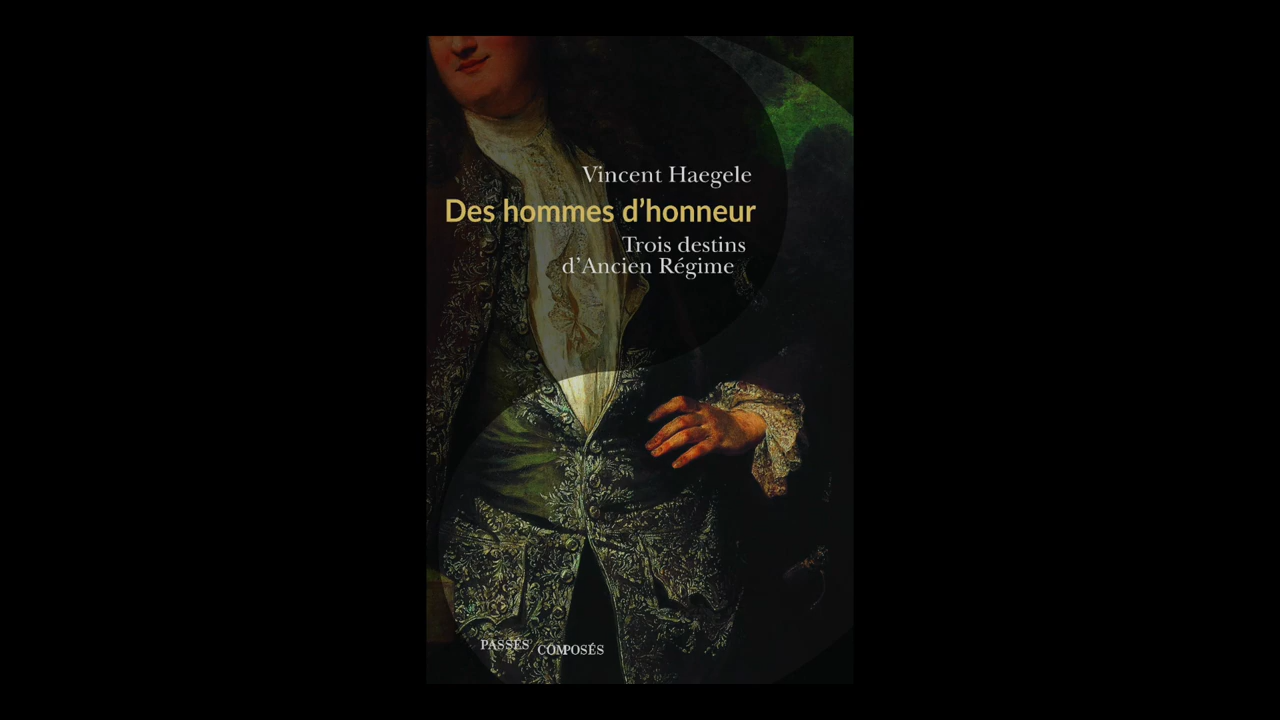 Vincent Haegele
Des hommes d’honneur
Trois destins
d’Ancien Régime
PASSÉS / COMPOSÉS